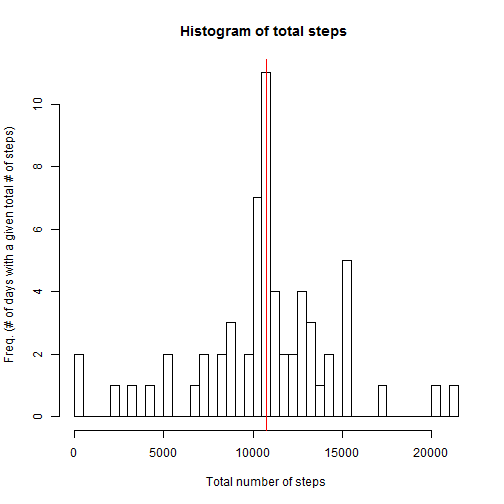 Histogram of total steps
Freq. (# of days with a given total # of steps)
10
8
6
4
2
0
0 5000 10000 15000 20000
Total number of steps